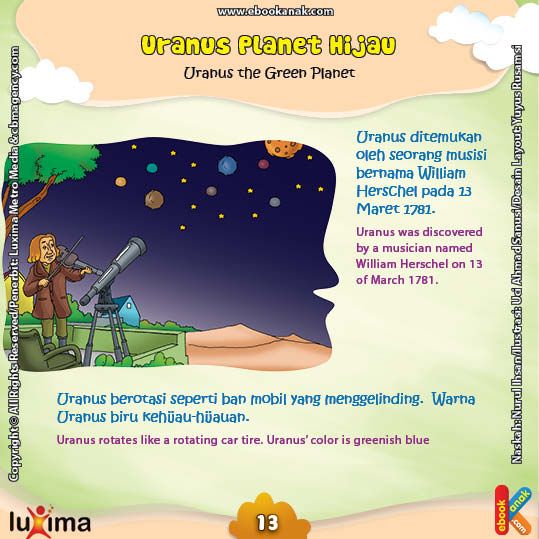 www.ebookanak.com
Uranus Planet Hijau
Uranus the Green Planet
Uranus ditemukan
oleh seorang musisi
bernama William
Herschel pada 13
Maret 1781.
Uranus was discovered
by a musician named
William Herschel on 13
of March 1781.
Uranus berotasi seperti ban mobil yang menggelinding. Warna
Uranus biru kehijau-hijauan.
Uranus rotates like a rotating car tire. Uranus' color is greenish blue
Copyright © All Rights Reserved/Penerbit: Luxima Metro Media & cbmagency.com
Naskah: Nurul Ihsan/Ilustrasi: Uci Ahmad Sanusi/Desain Layout: Yuyus Rusamsi
luxima
13
ebook
anak
.com